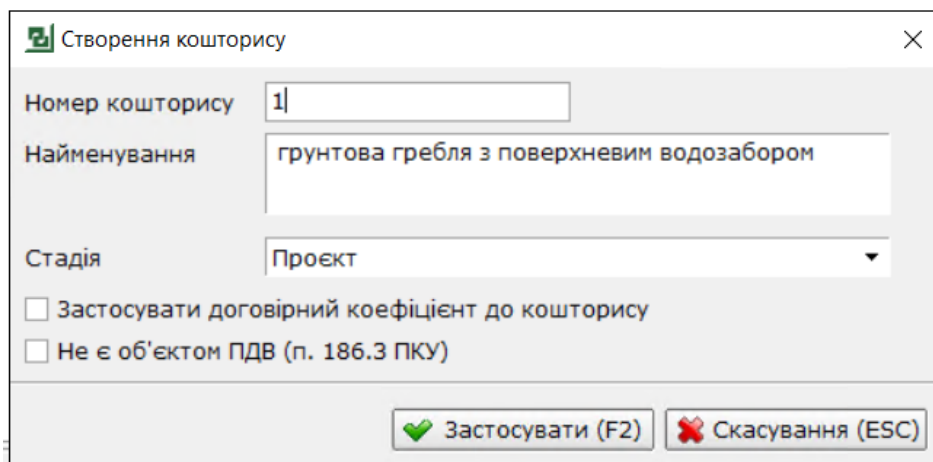 Створення кошторису
Номер кошторису 1
Найменування грунтова гребля з поверхневим водозабором
Стадія Проєкт
Застосувати договірний коефіцієнт до кошторису
Не є об'єктом ПДВ (п. 186.3 ПКУ)
Застосувати (F2) Скасування (ESC)